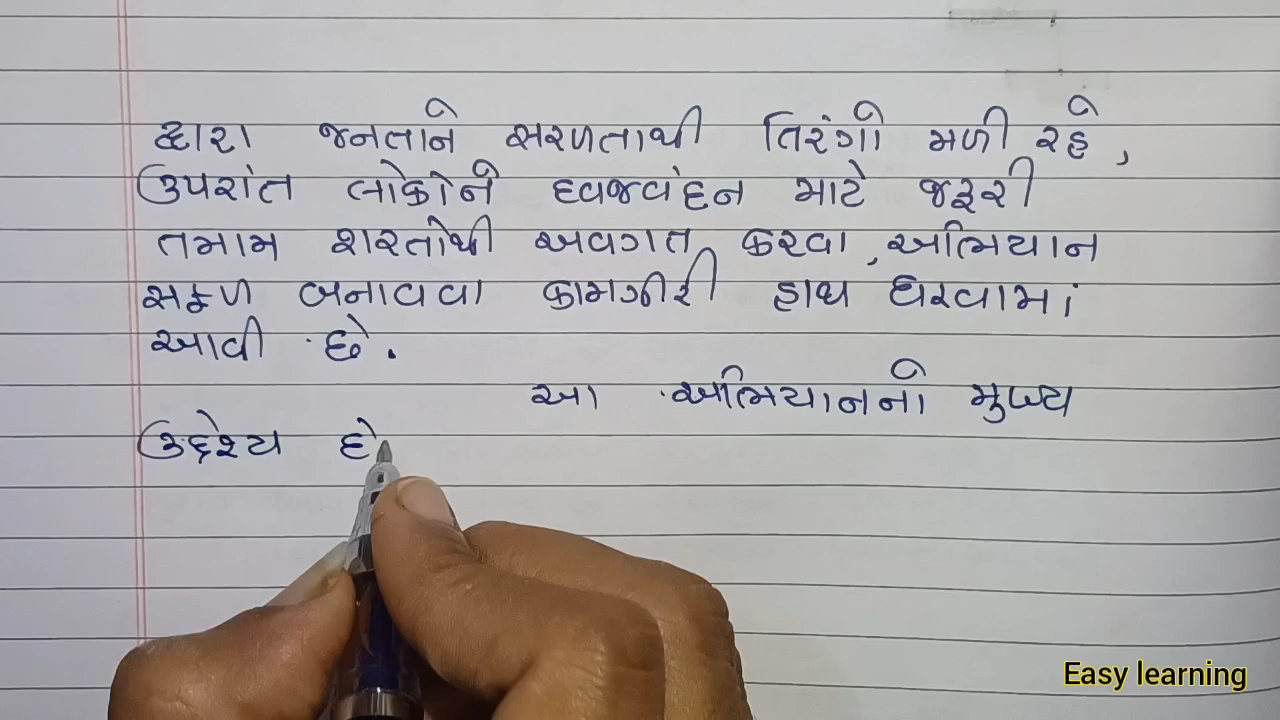 દ્વારા જનતાને સરળતાથી તિરંગો મળી રહે,
ઉપરાંત લોકોને ધ્વજવંદન માટે જરૂરી
તમામ શરતોથી અવગત કરવા, અભિયાન
સફળ બનાવવા કામગીરી હાથ ધરવામાં
આવી છે.
આ અભિયાનનો મુખ્ય
ઉદ્દેશ્ય દે
Easy learning